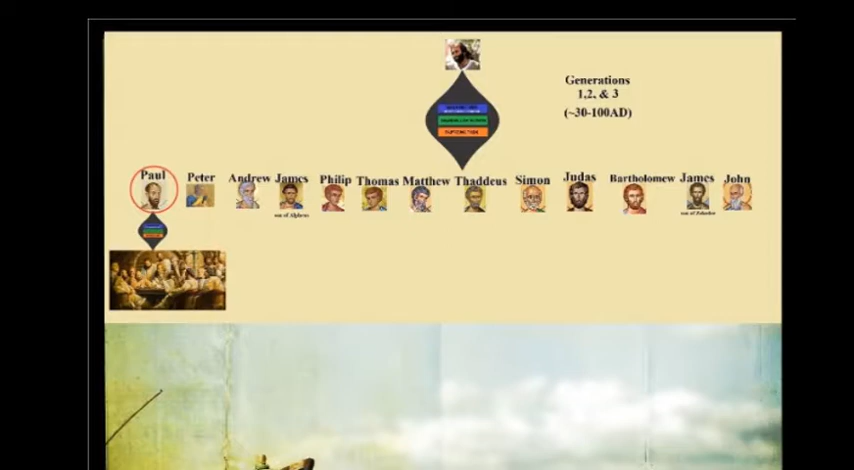 Generations
1,2, & 3
(~30-100AD)
Paul Peter Andrew James Philip Thomas Matthew Thaddeus Simon Judas Bartholomew James John
son of Alpheus son of Zebedee